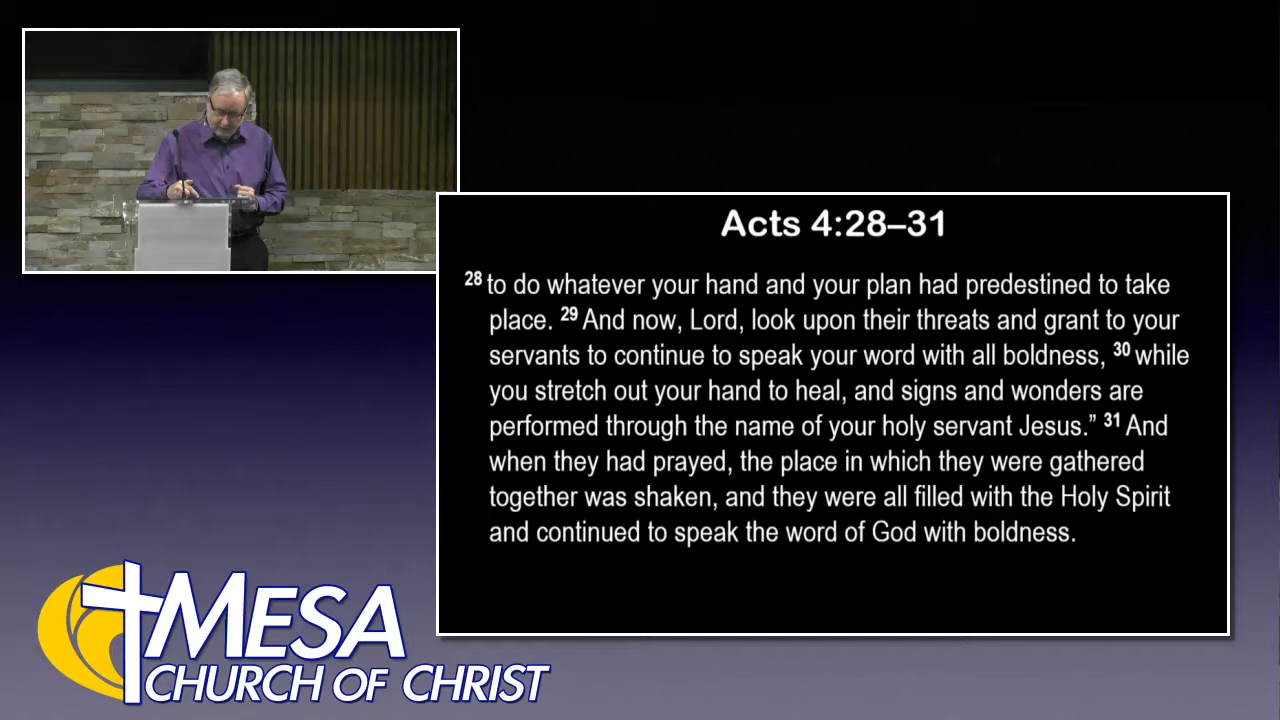 Acts 4:28–31
28 to do whatever your hand and your plan had predestined to take
place. 29 And now, Lord, look upon their threats and grant to your
servants to continue to speak your word with all boldness, 30 while
you stretch out your hand to heal, and signs and wonders are
performed through the name of your holy servant Jesus.” 31 And
when they had prayed, the place in which they were gathered
together was shaken, and they were all filled with the Holy Spirit
and continued to speak the word of God with boldness.
MESA
CHURCH OF CHRIST